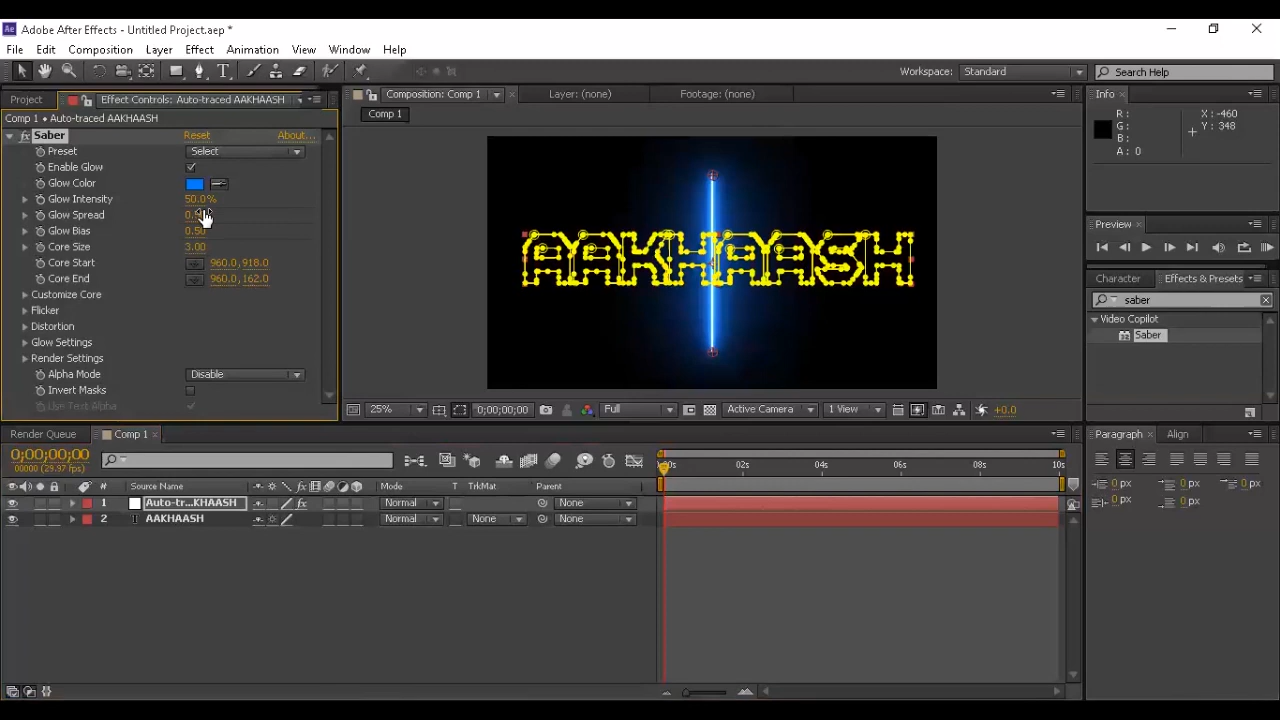 Adobe After Effects - Untitled Project.aep *
File Edit Composition Layer Effect Animation View Window Help
Workspace: Standard Search Help
Project Effect Controls: Auto-traced AAKHAASH
Comp 1 • Auto-traced AAKHAASH
Saber Reset About...
Preset Select
Enable Glow
Glow Color
Glow Intensity 50.0%
Glow Spread
Glow Bias 0.50
Core Size 3.00
Core Start 960.0,918.0
Core End 960.0,162.0
Customize Core
Flicker
Distortion
Glow Settings
Render Settings
Alpha Mode Disable
Invert Masks
Use Text Alpha
Composition: Comp 1 Layer: (none) Footage: (none)
Comp 1
AAKHAASH
25% 0;00;00;00 Full Active Camera 1 View +0.0
Info
R: X: -460
G: Y: 348
B:
A: 0
Preview
Character Effects & Presets
saber
Video Copilot
32 Saber
Render Queue Comp 1
0;00;00;00
00000 (29.97 fps)
Source Name Mode T TrkMat Parent
02s 04s 06s 08s 10s
1 Auto-tr...KHAASH Normal None
2 T AAKHAASH Normal None None
Paragraph Align
0 px 0 px 0 px
0 px 0 px